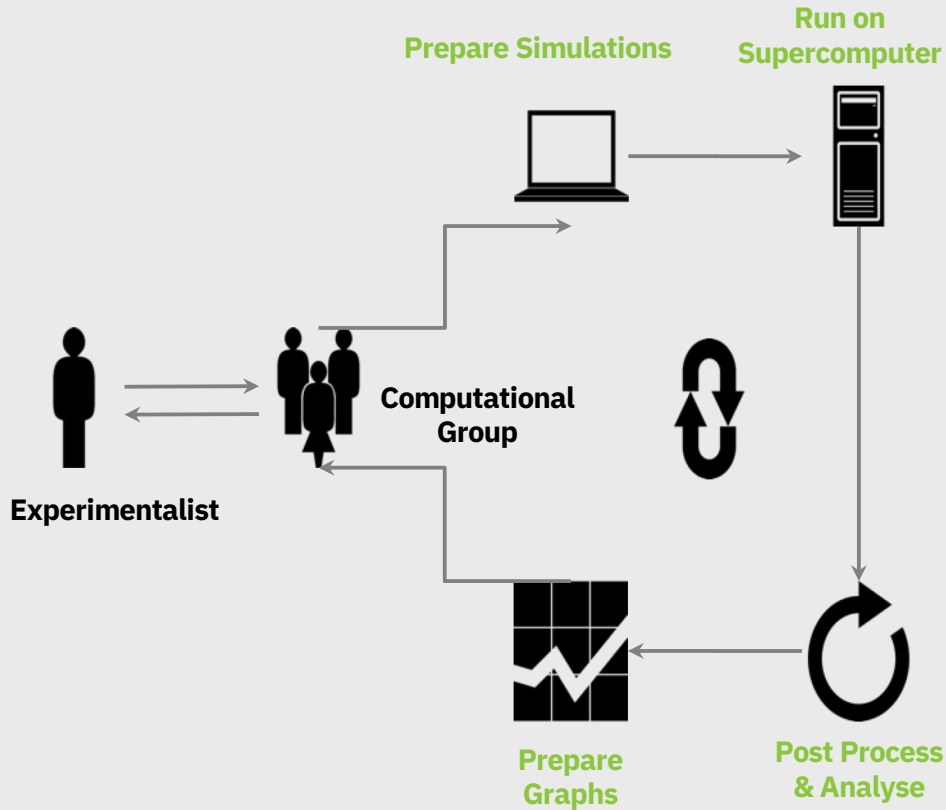 Run on
Supercomputer
Prepare Simulations
Computational
Group
Experimentalist
Prepare
Graphs
Post Process
& Analyse